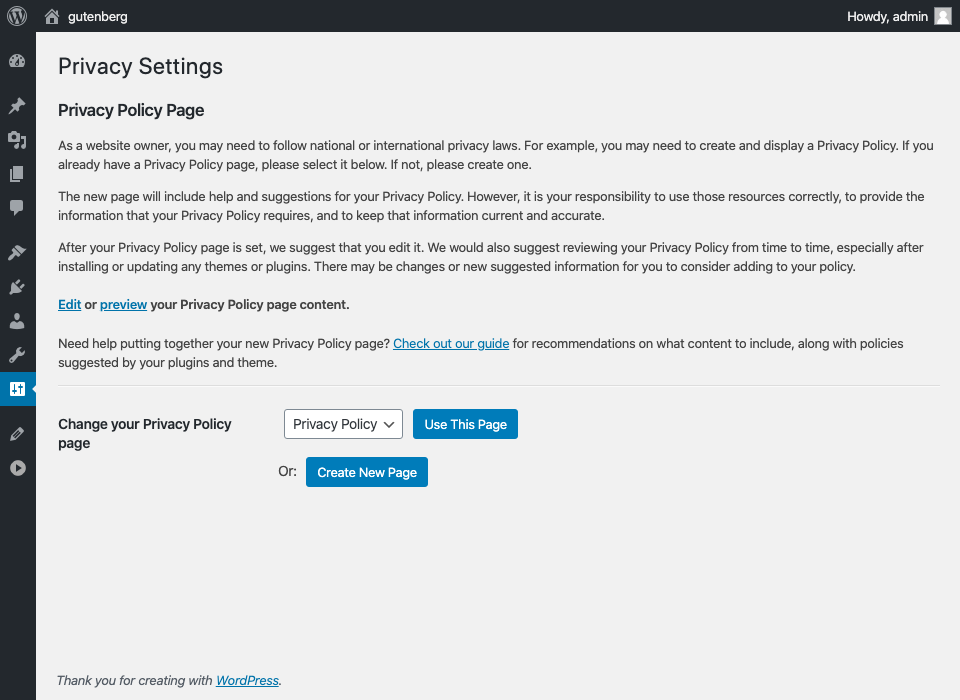 gutenberg
Howdy, admin
Privacy Settings
Privacy Policy Page
As a website owner, you may need to follow national or international privacy laws. For example, you may need to create and display a Privacy Policy. If you
already have a Privacy Policy page, please select it below. If not, please create one.
The new page will include help and suggestions for your Privacy Policy. However, it is your responsibility to use those resources correctly, to provide the
information that your Privacy Policy requires, and to keep that information current and accurate.
After your Privacy Policy page is set, we suggest that you edit it. We would also suggest reviewing your Privacy Policy from time to time, especially after
installing or updating any themes or plugins. There may be changes or new suggested information for you to consider adding to your policy.
Edit or preview your Privacy Policy page content.
Need help putting together your new Privacy Policy page? Check out our guide for recommendations on what content to include, along with policies
suggested by your plugins and theme.
Change your Privacy Policy
page
Privacy Policy
Use This Page
Or:
Create New Page
Thank you for creating with WordPress.